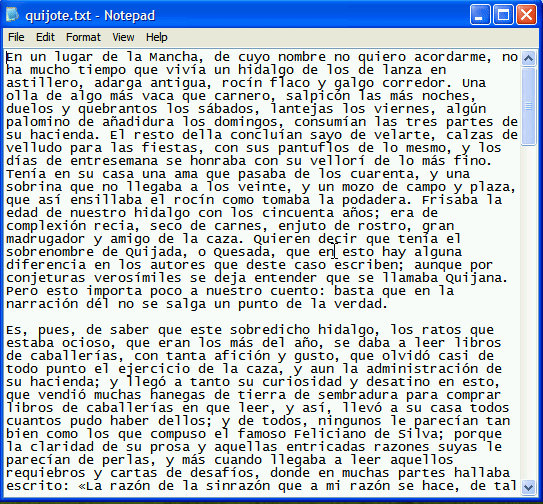 quijote.txt - Notepad
File Edit Format View Help
En un lugar de la Mancha, de cuyo nombre no quiero acordarme, no
ha mucho tiempo que vivía un hidalgo de los de lanza en
astillero, adarga antigua, rocín flaco y galgo corredor. Una
olla de algo más vaca que carnero, salpicón las más noches,
duelos y quebrantos los sábados, lantejas los viernes, algún
palomino de añadidura los domingos, consumían las tres partes de
su hacienda. El resto della concluían sayo de velarte, calzas de
velludo para las fiestas, con sus pantuflos de lo mesmo, y los
días de entresemana se honraba con su vellorí de lo más fino.
Tenía en su casa una ama que pasaba de los cuarenta, y una
sobrina que no llegaba a los veinte, y un mozo de campo y plaza,
que así ensillaba el rocín como tomaba la podadera. Frisaba la
edad de nuestro hidalgo con los cincuenta años; era de
complexión recia, seco de carnes, enjuto de rostro, gran
madrugador y amigo de la caza. Quieren decir que tenía el
sobrenombre de Quijada, o Quesada, que en esto hay alguna
diferencia en los autores que deste caso escriben; aunque por
conjeturas verosímiles se deja entender que se llamaba Quijana.
Pero esto importa poco a nuestro cuento: basta que en la
narración dél no se salga un punto de la verdad.
Es, pues, de saber que este sobredicho hidalgo, los ratos que
estaba ocioso, que eran los más del año, se daba a leer libros
de caballerías, con tanta afición y gusto, que olvidó casi de
todo punto el ejercicio de la caza, y aun la administración de
su hacienda; y llegó a tanto su curiosidad y desatino en esto,
que vendió muchas hanegas de tierra de sembradura para comprar
libros de caballerías en que leer, y así, llevó a su casa todos
cuantos pudo haber dellos; y de todos, ningunos le parecían tan
bien como los que compuso el famoso Feliciano de Silva; porque
la claridad de su prosa y aquellas entricadas razones suyas le
parecían de perlas, y más cuando llegaba a leer aquellos
requiebros y cartas de desafíos, donde en muchas partes hallaba
escrito: «La razón de la sinrazón que a mi razón se hace, de tal